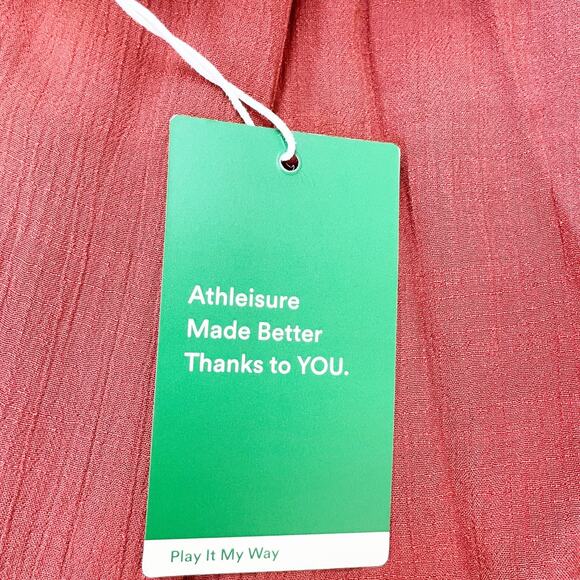 Athleisure
Made Better
Thanks to YOU.
Play It My Way